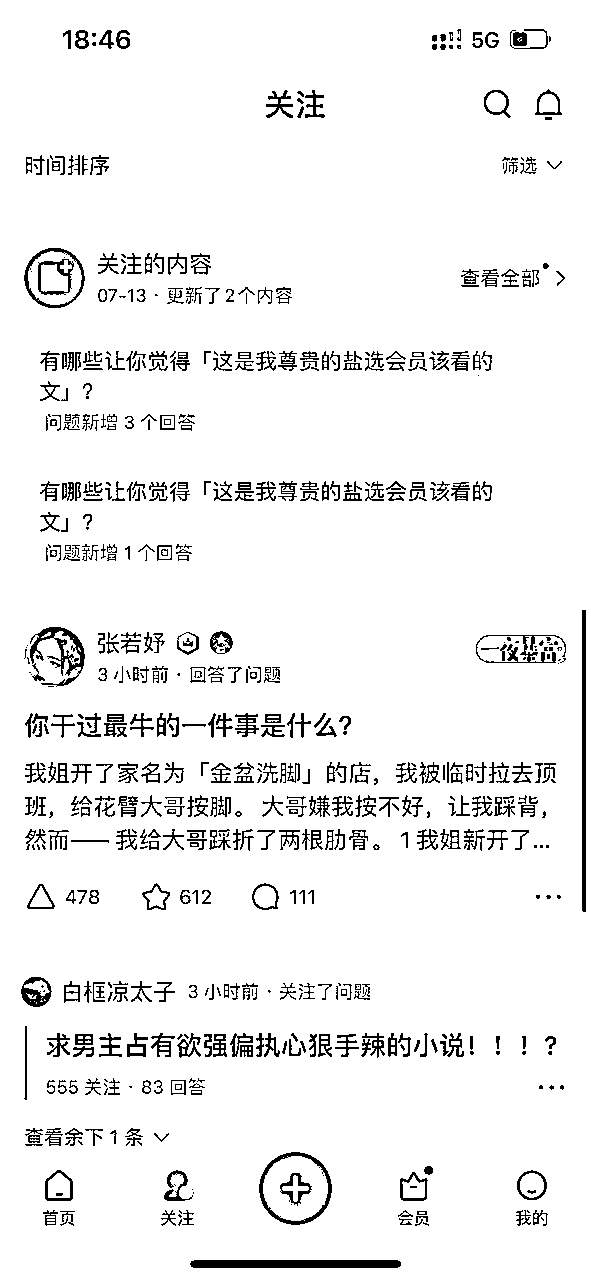 18:46
5G
关注
时间排序
筛选
关注的内容
07-13 · 更新了2个内容
查看全部
有哪些让你觉得「这是我尊贵的盐选会员该看的
文」?
问题新增 3 个回答
有哪些让你觉得「这是我尊贵的盐选会员该看的
文」?
问题新增 1 个回答
张若妤
3 小时前 · 回答了问题
一夜暴富
你干过最牛的一件事是什么?
我姐开了家名为「金盆洗脚」的店，我被临时拉去顶
班，给花臂大哥按脚。 大哥嫌我按不好，让我踩背，
然而—— 我给大哥踩折了两根肋骨。 1 我姐新开了...
478
612
111
白框凉太子 3 小时前 · 关注了问题
求男主占有欲强偏执心狠手辣的小说！！！？
555 关注 · 83 回答
查看余下 1 条
首页
关注
会员
我的